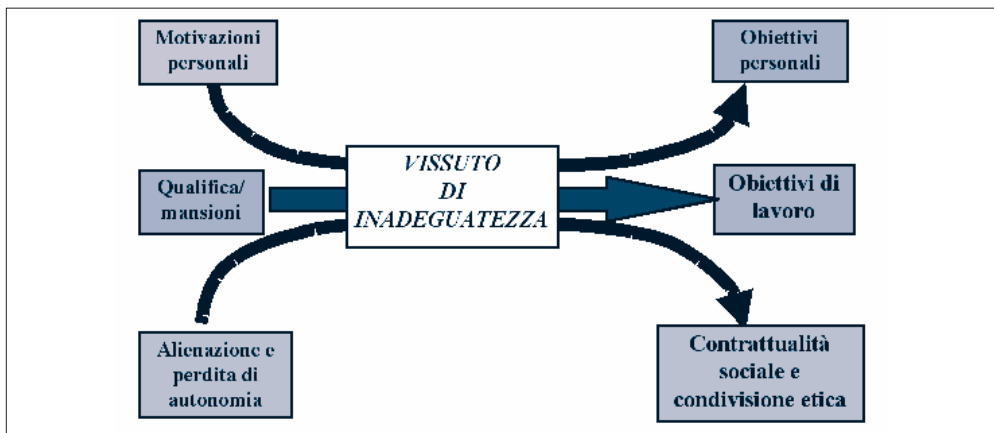 Motivazioni
personali
Obiettivi
personali
VISSUTO
DI
INADEGUATEZZA
Qualifica/
mansioni
Obiettivi di
lavoro
Alienazione e
perdita di
autonomia
Contrattualità
sociale e
condivisione etica